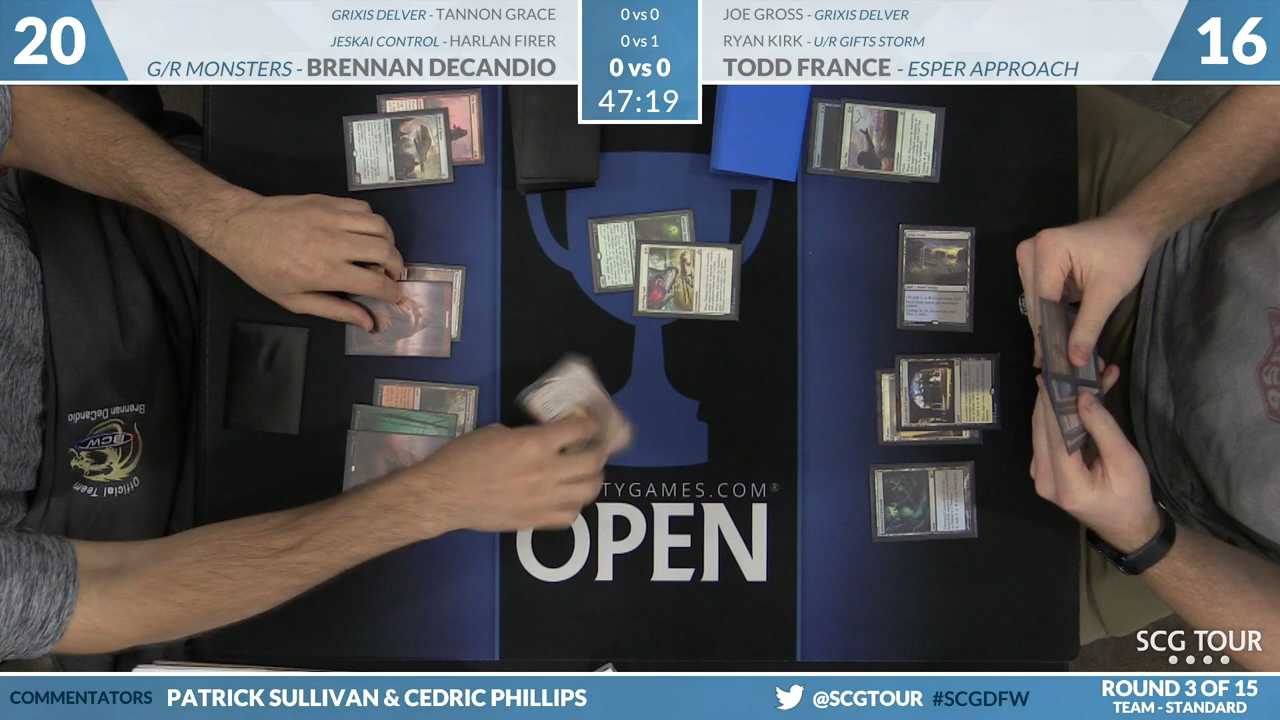 20
GRIXIS DELVER - TANNON GRACE
JESKAI CONTROL - HARLAN FIRER
G/R MONSTERS - BRENNAN DECANDIO
0 vs 0
0 vs 1
0 vs 0
47:19
JOE GROSS - GRIXIS DELVER
RYAN KIRK - U/R GIFTS STORM
TODD FRANCE - ESPER APPROACH
16
Brennan DeCandio
BCW
Official Team
TYGAMES.COM®
OPEN
SCG TOUR
COMMENTATORS PATRICK SULLIVAN & CEDRIC PHILLIPS
@SCGTOUR #SCGDFW
ROUND 3 OF 15
TEAM - STANDARD